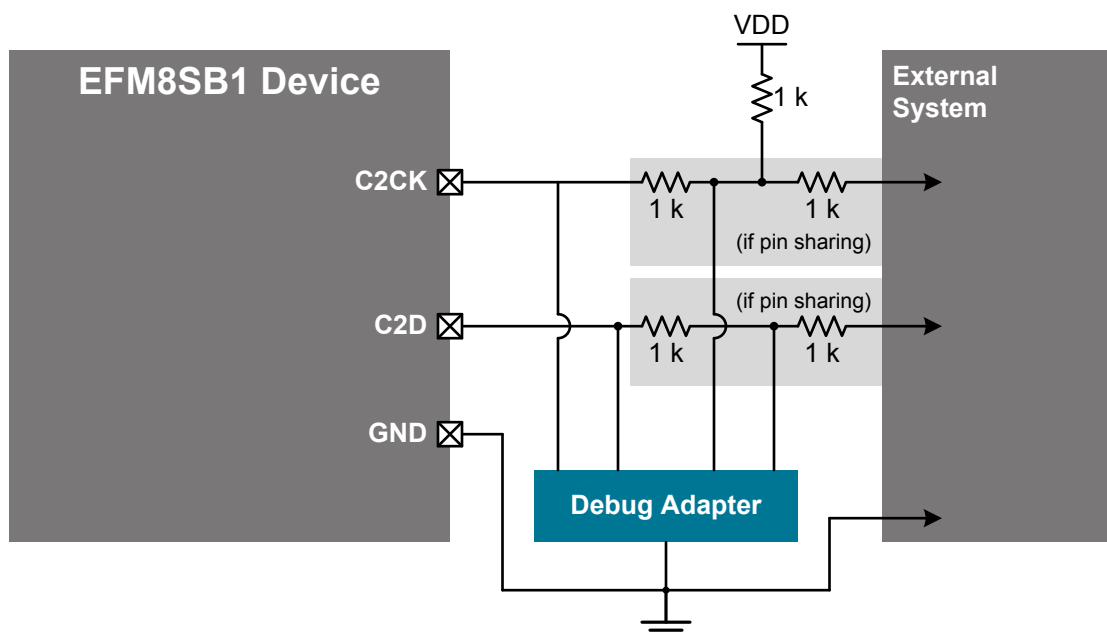 VDD
EFM8SB1 Device
External
System
1 k
C2CK
1 k
1 k
(if pin sharing)
(if pin sharing)
C2D
1 k
1 k
GND
Debug Adapter